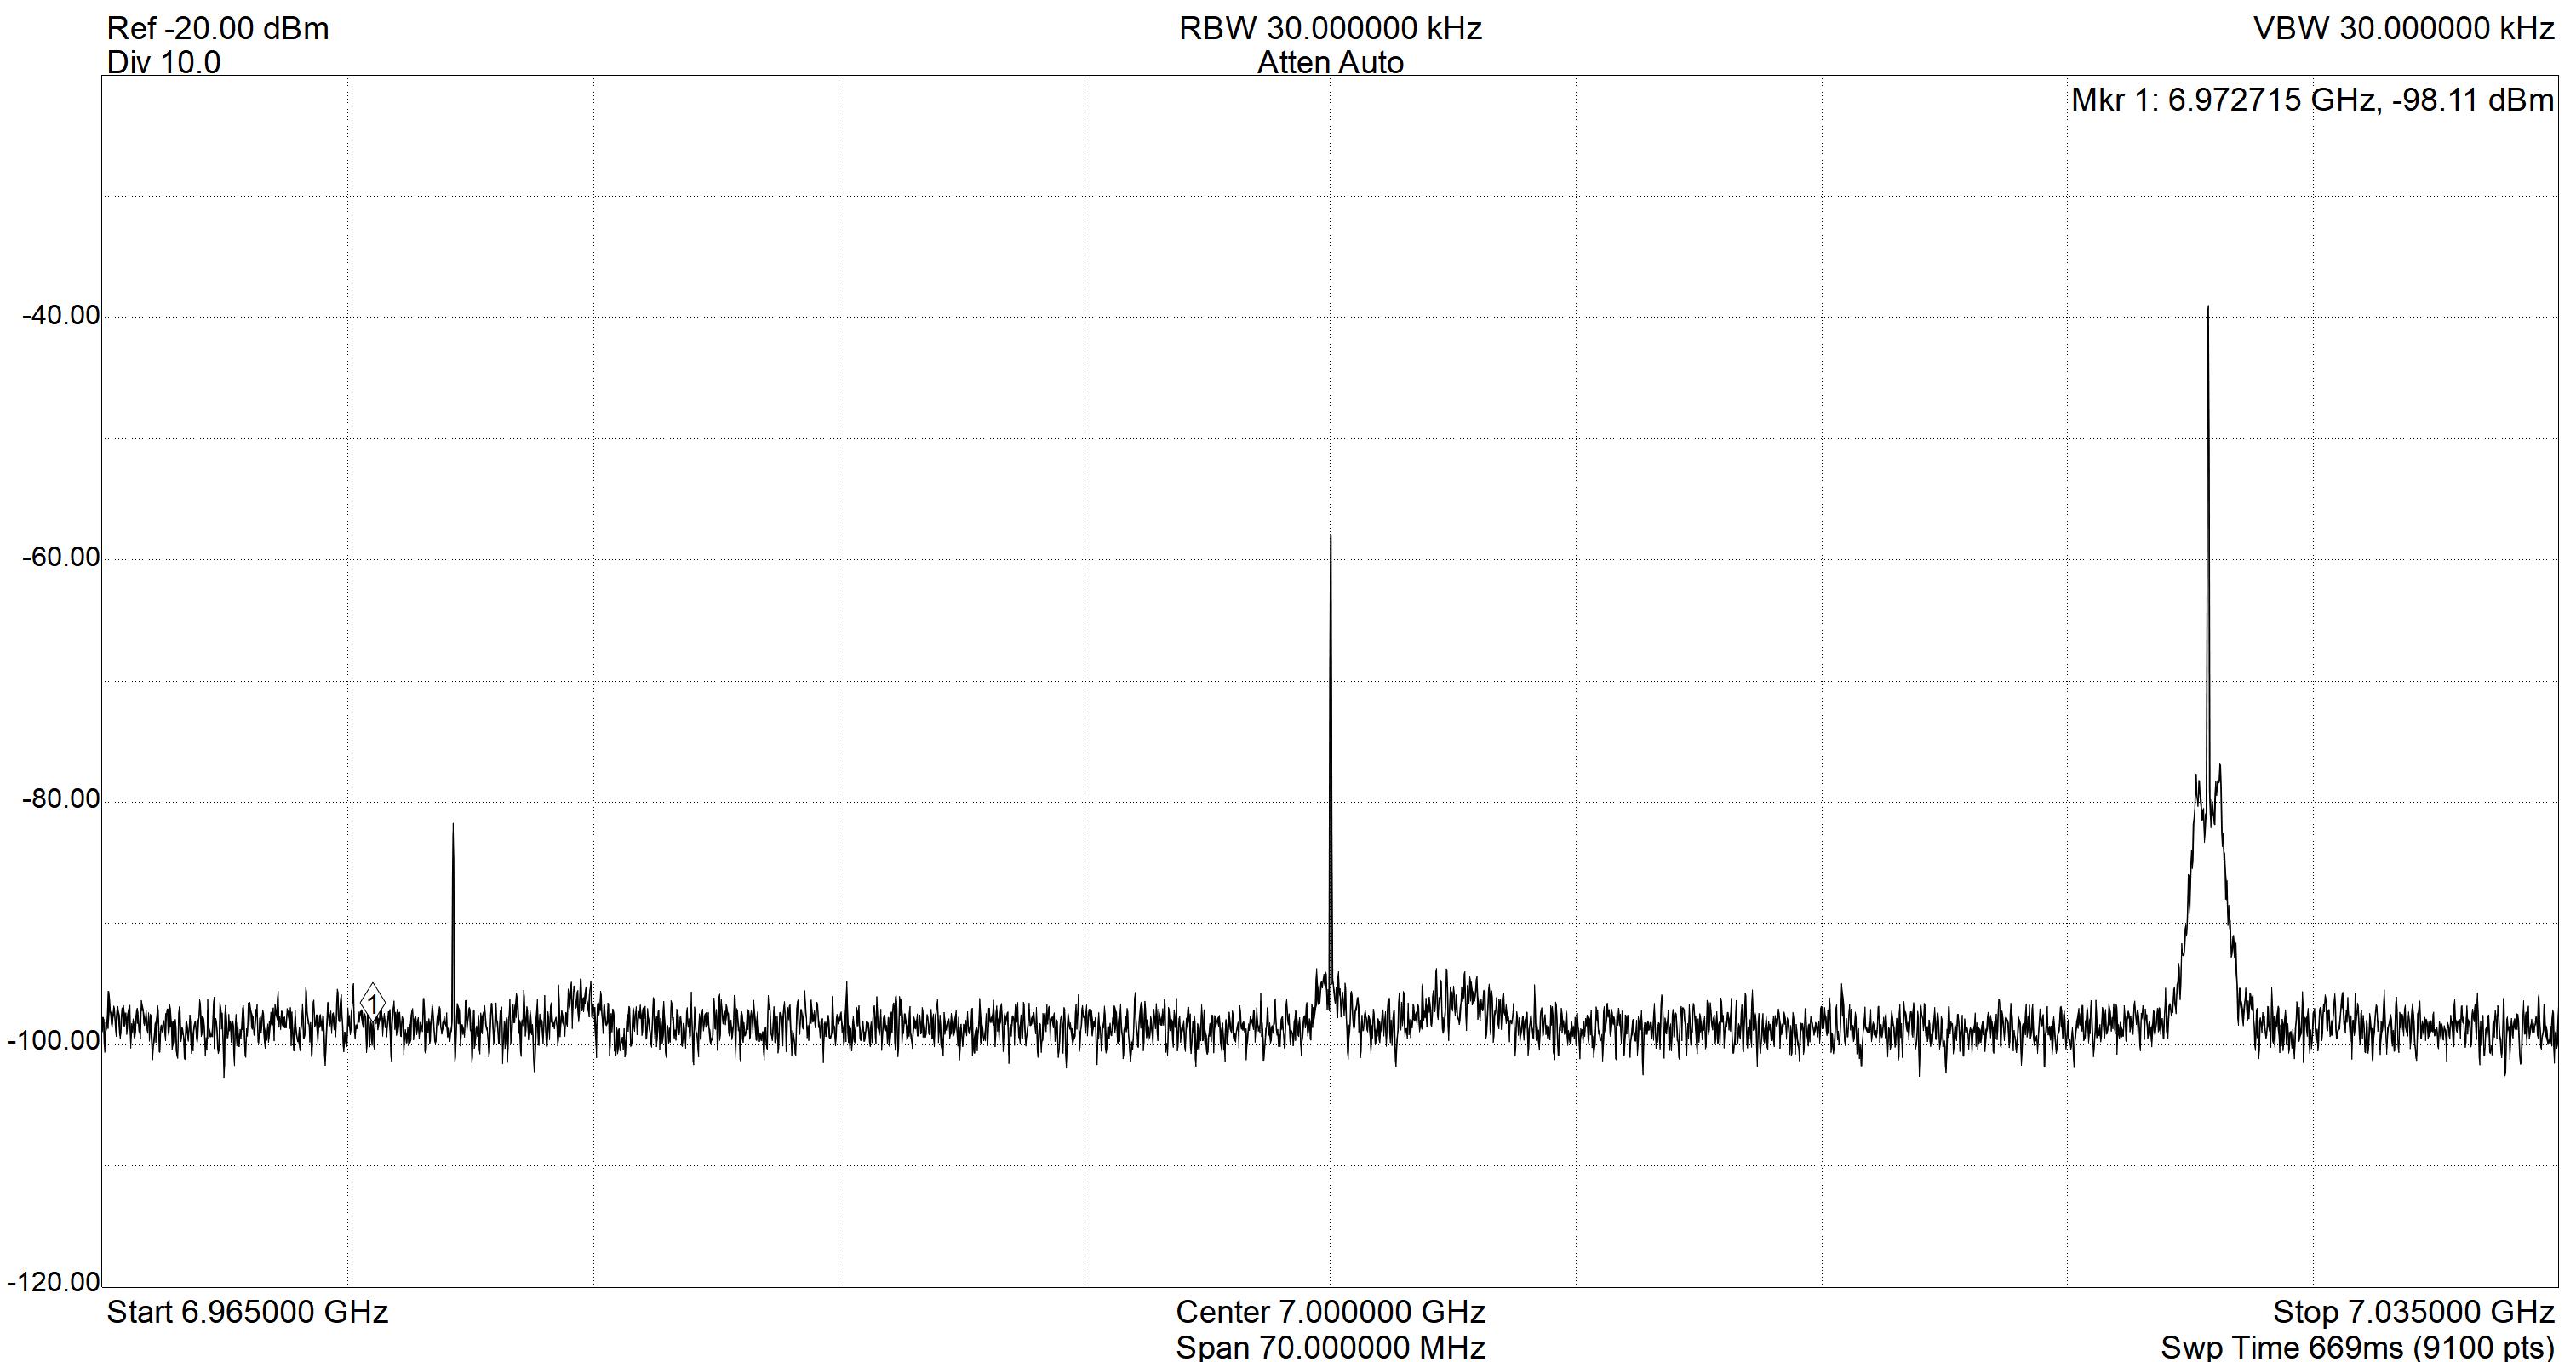 Ref -20.00 dBm
RBW 30.000000 kHz
VBW 30.000000 kHz
Div 10.0
Atten Auto
Mkr 1: 6.972715 GHz, -98.11 dBm
-40.00
-60.00
-80.00
1
-100.00
-120.00
Start 6.965000 GHz
Center 7.000000 GHz
Stop 7.035000 GHz
Span 70.000000 MHz
Swp Time 669ms (9100 pts)